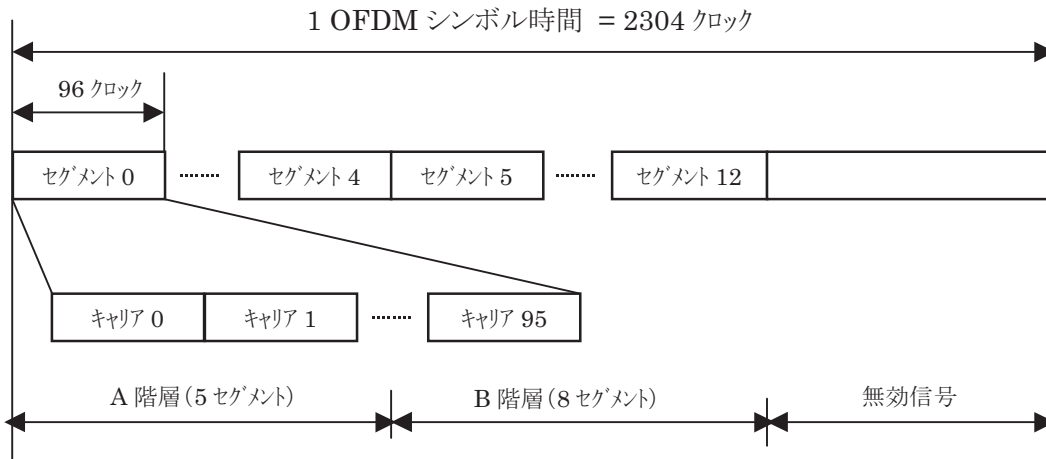 1 OFDM シンボル時間 = 2304 クロック
96 クロック
セグメント 0 ........ セグメント 4 セグメント 5 ........ セグメント 12
キャリア 0 キャリア 1 ........ キャリア 95
A 階層(5 セグメント) B 階層(8 セグメント) 無効信号